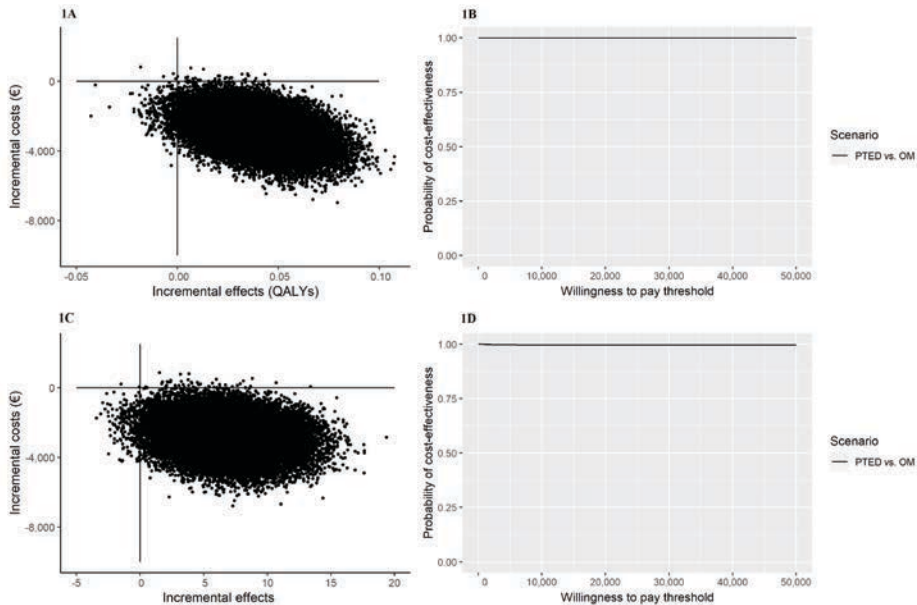 1A
0
-4,000
-8,000
Incremental costs (€)
-0.05 0.00 0.05 0.10
Incremental effects (QALYs)
1B
1.00
0.75
0.50
0.25
0.00
Probability of cost-effectiveness
0 10,000 20,000 30,000 40,000 50,000
Willingness to pay threshold
Scenario
PTED vs. OM
1C
0
-4,000
-8,000
Incremental costs (€)
-5 0 5 10 15 20
Incremental effects
1D
1.00
0.75
0.50
0.25
0.00
Probability of cost-effectiveness
0 10,000 20,000 30,000 40,000 50,000
Willingness to pay threshold
Scenario
PTED vs. OM